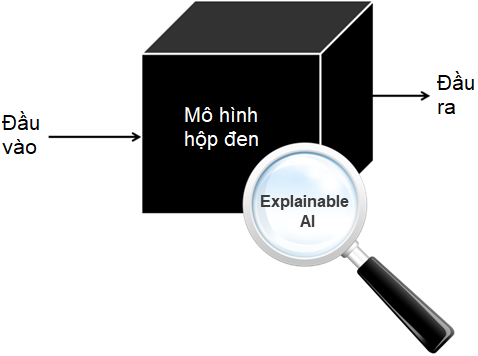 Đầu
vào
Mô hình
hộp đen
Đầu
ra
Explainable
AI